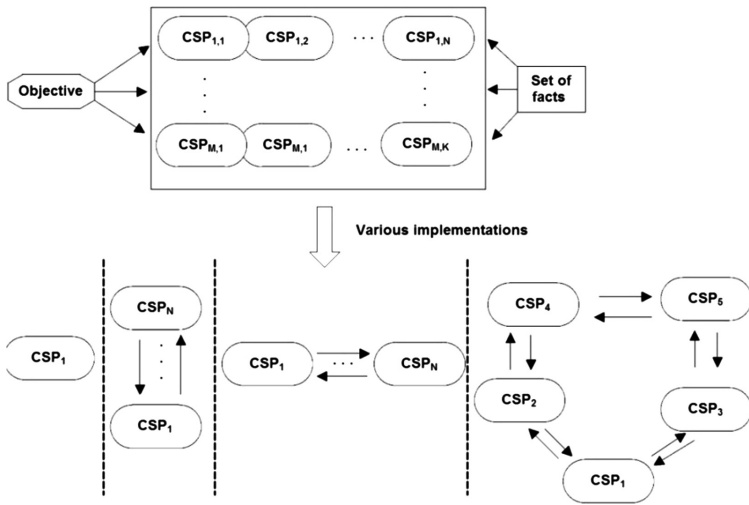 CSP1,1 CSP1,2 ... CSP1,N
Objective
Set of
facts
CSPM,1 CSPM,1 ... CSPM,K
Various implementations
CSP1
CSPN
CSP1
CSP1 ... CSPN
CSP4 CSP5
CSP2 CSP3
CSP1